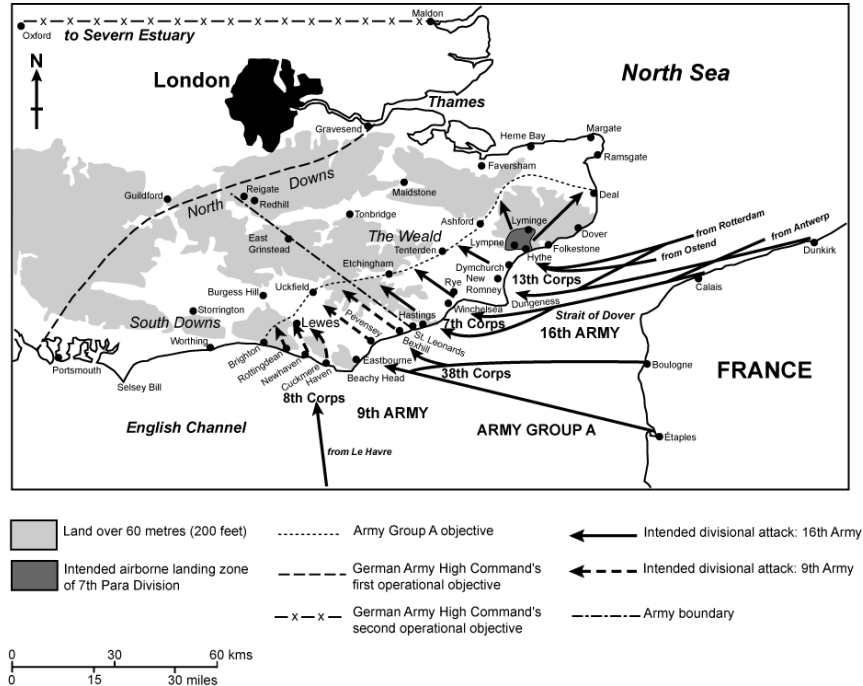 Maldon
Oxford
to Severn Estuary
N
London
North Sea
Thames
Gravesend
Herne Bay
Margate
Ramsgate
Faversham
Guildford
Reigate
Redhill
North Downs
Maidstone
Deal
Lyminge
Tonbridge
Ashford
The Weald
East
Grinstead
Tenterden
Lympne
Dover
Folkestone
Hythe
from Rotterdam
from Antwerp
from Ostend
Dunkirk
Etchingham
Dymchurch
New
Romney
13th Corps
Calais
Uckfield
Burgess Hill
Rye
Winchelsea
Dungeness
Storrington
South Downs
Lewes
Pevensey
Hastings
7th Corps
Strait of Dover
16th ARMY
St. Leonards
Bexhill
Worthing
Brighton
Rottingdean
Newhaven
Cuckmere
Haven
Eastbourne
Beachy Head
Portsmouth
Selsey Bill
38th Corps
Boulogne
FRANCE
8th Corps
9th ARMY
English Channel
ARMY GROUP A
Étaples
from Le Havre
Land over 60 metres (200 feet)
Army Group A objective
Intended divisional attack: 16th Army
Intended airborne landing zone
of 7th Para Division
German Army High Command's
first operational objective
Intended divisional attack: 9th Army
German Army High Command's
second operational objective
Army boundary
0 30 60 kms
0 15 30 miles